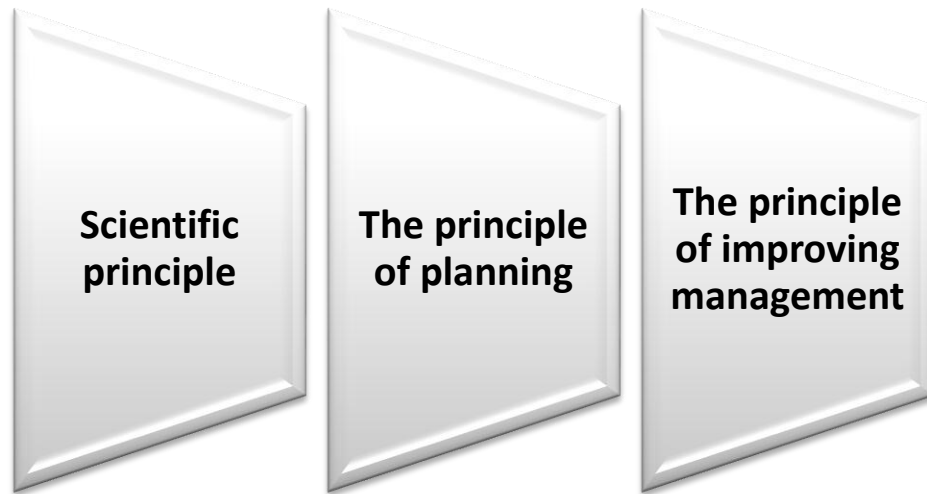 Scientific
principle
The principle
of planning
The principle
of improving
management